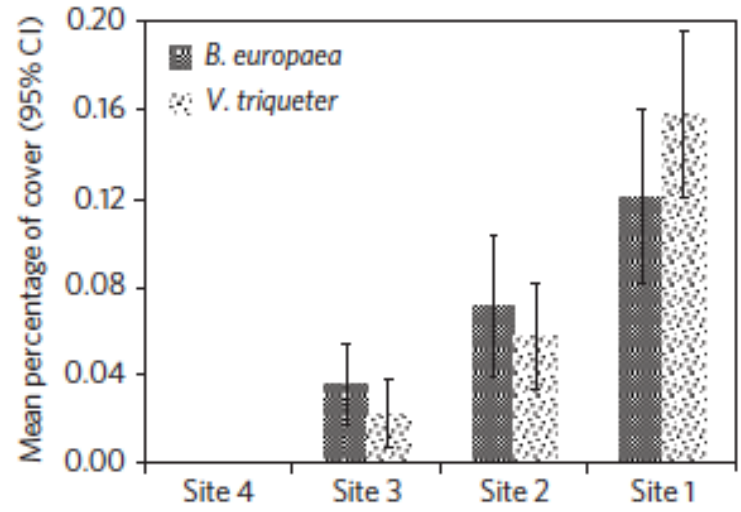 Mean percentage of cover (95% CI)
0.20
0.16
0.12
0.08
0.04
0.00
B. europaea
V. triqueter
Site 4
Site 3
Site 2
Site 1